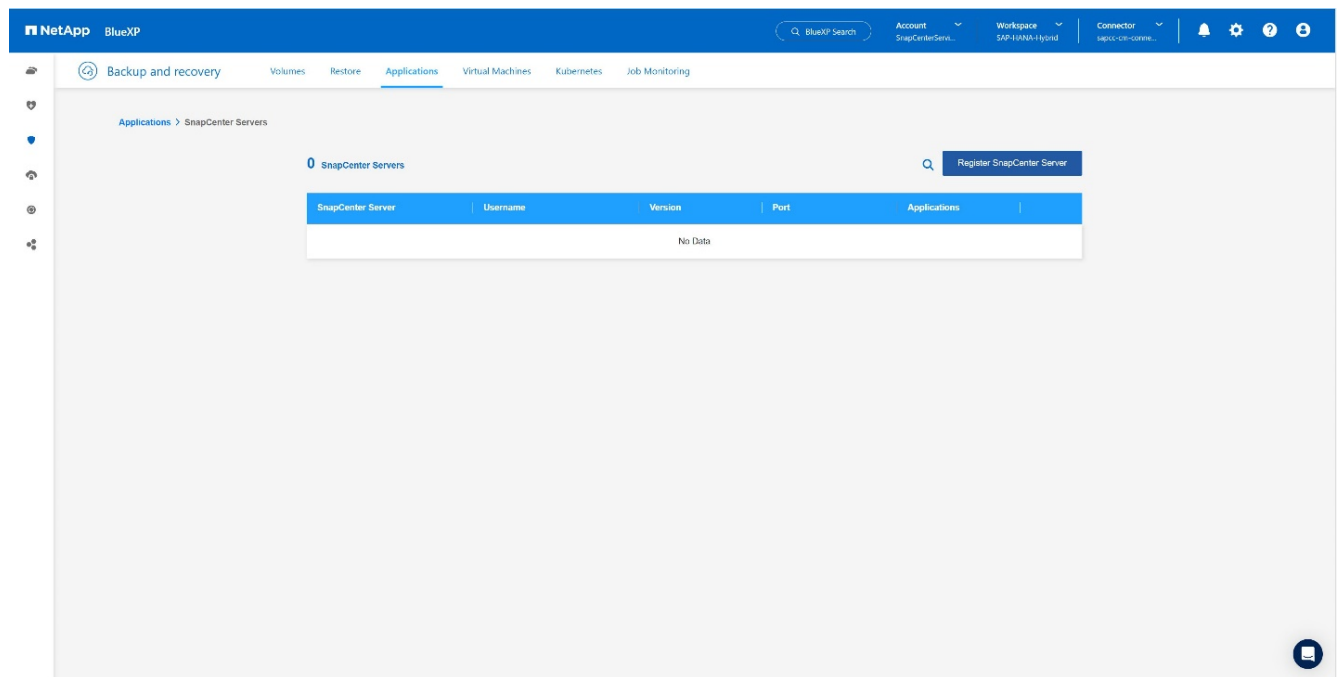 NetApp BlueXP
BlueXP Search
Account
SnapCenterServi...
Workspace
SAP-HANA-Hybrid
Connector
sapcc-cm-conne...
Backup and recovery Volumes Restore Applications Virtual Machines Kubernetes Job Monitoring
Applications > SnapCenter Servers
0 SnapCenter Servers
Register SnapCenter Server
SnapCenter Server Username Version Port Applications
No Data